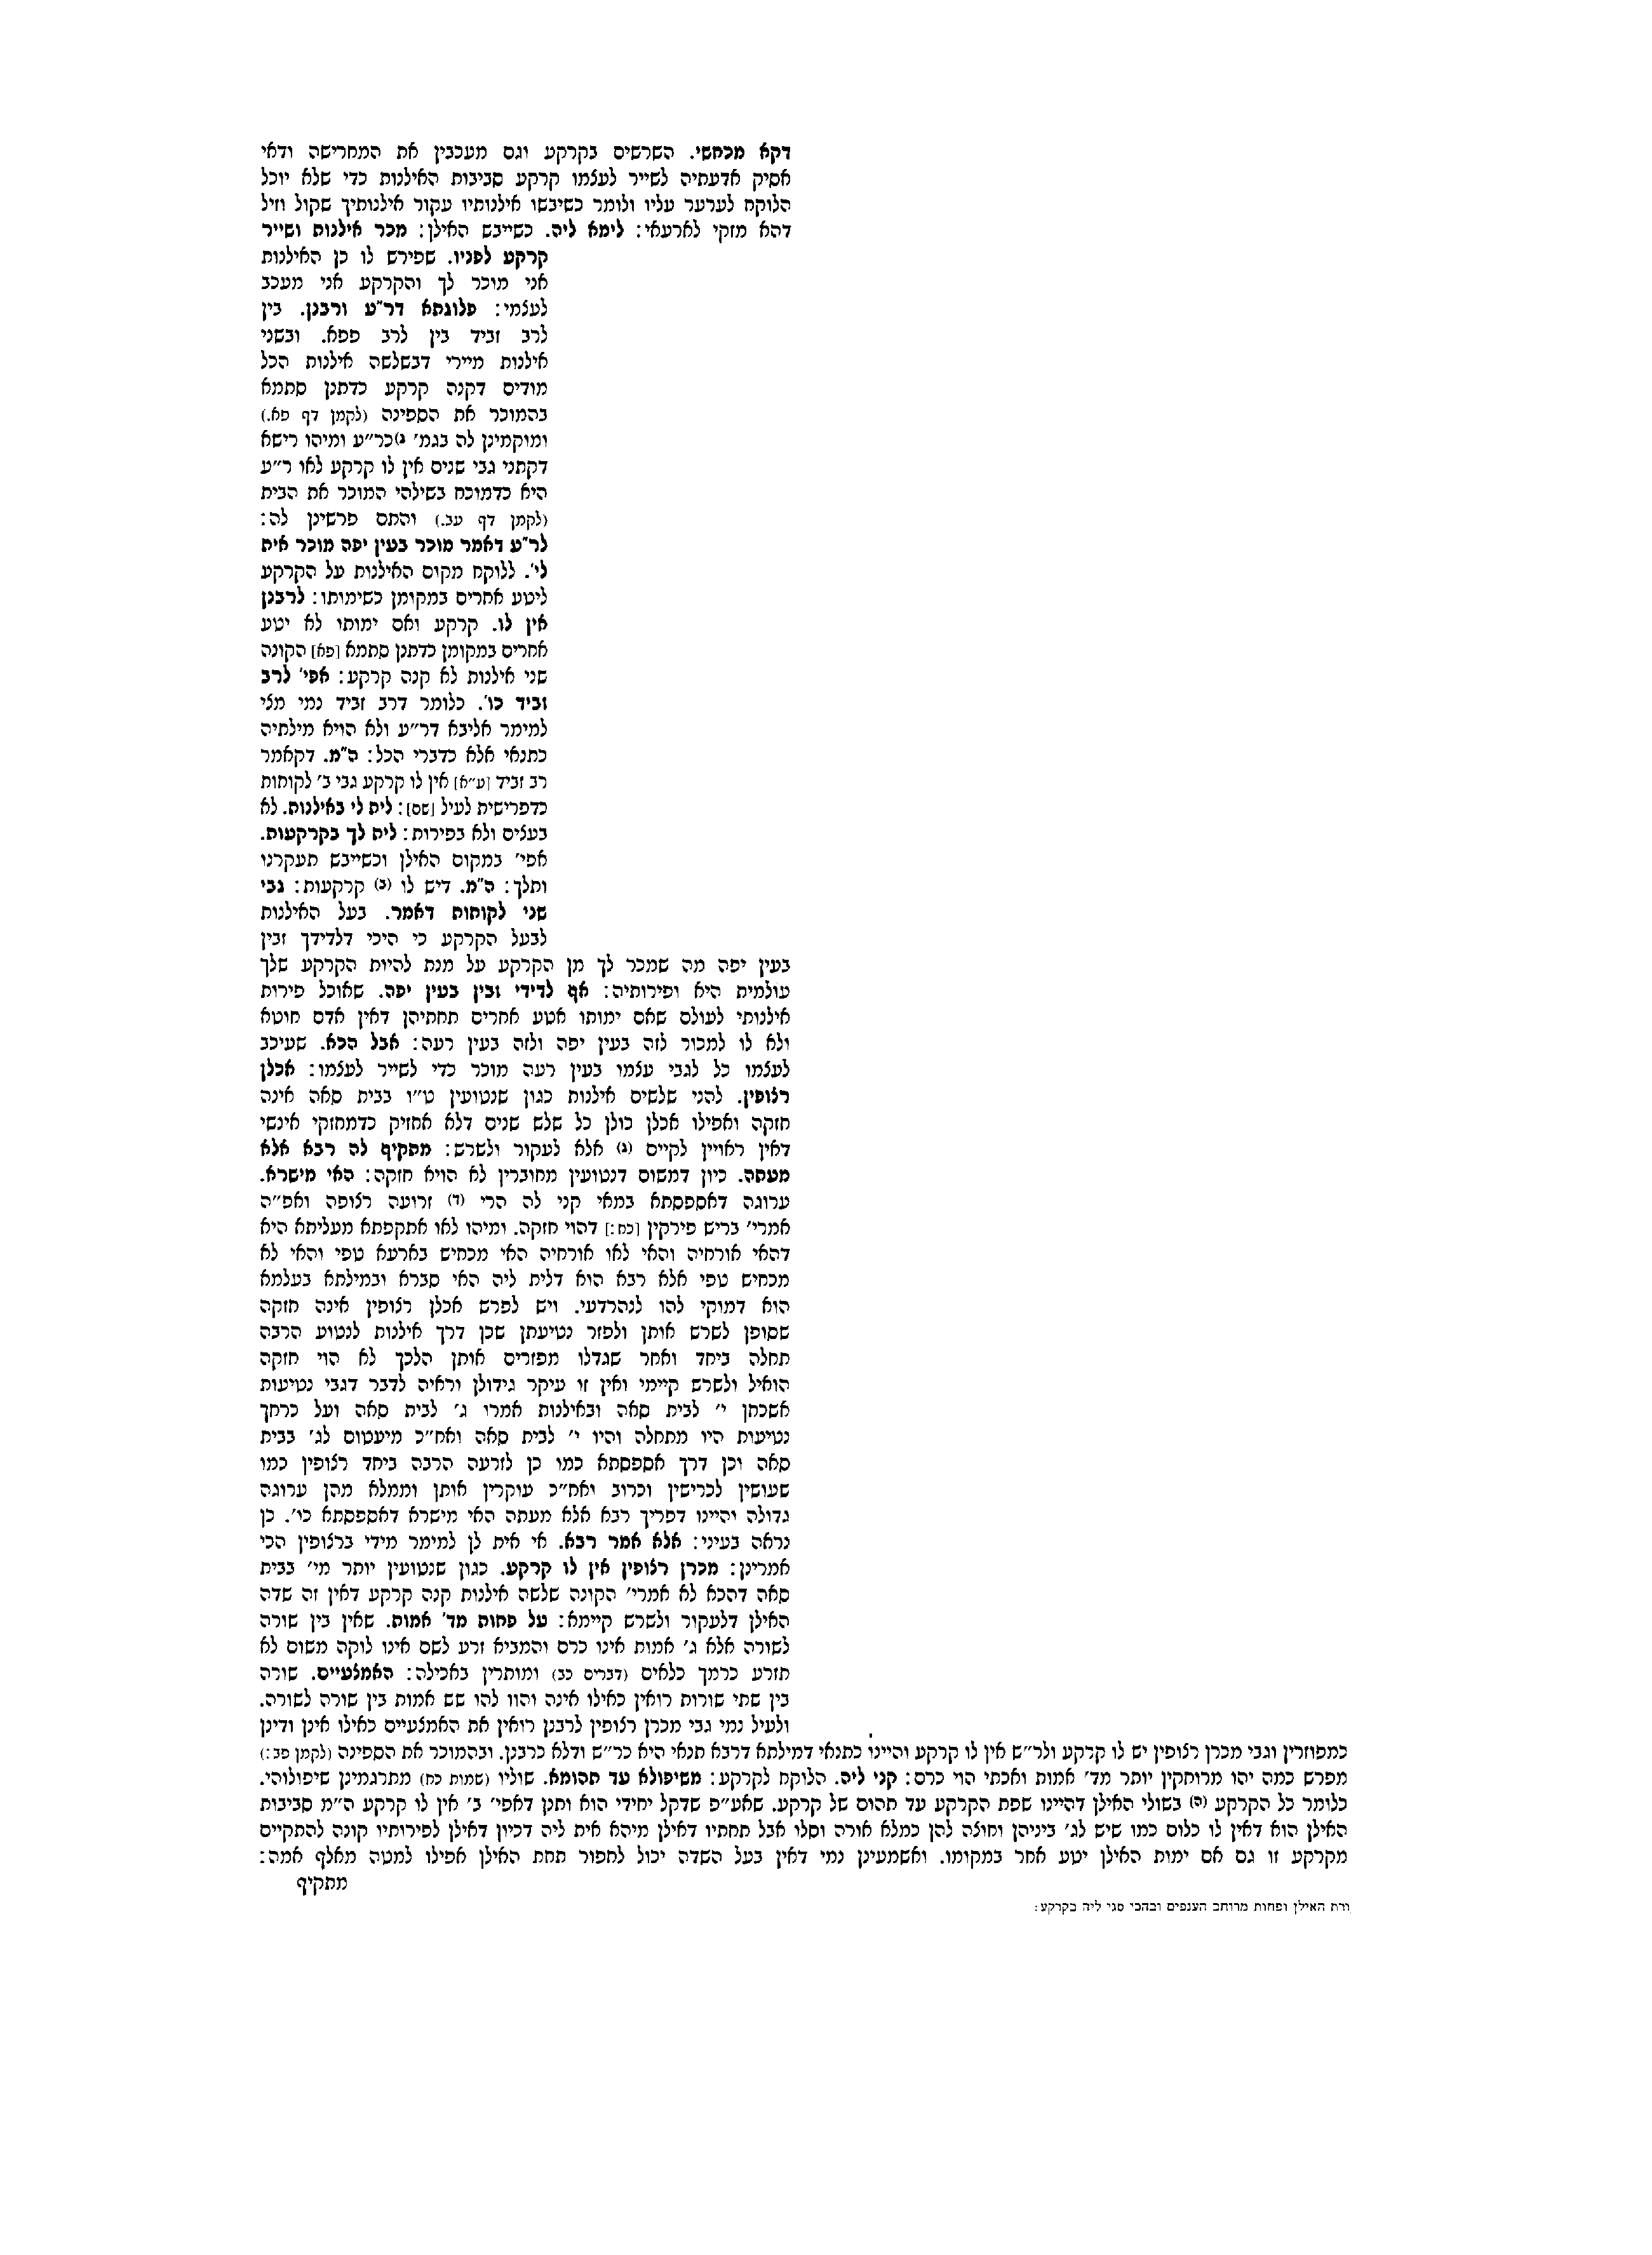 דקא מכחשי. השרשים בקרקע וגם מעכבין את המחרישה ודאי
אסיק אדעתיה לשייר לעצמו קרקע סביבות האילנות כדי שלא יוכל
הלוקח לערער עליו ולומר כשיבשו אילנותיו עקור אילנותיך שקול וזיל
דהא מזקי לארעאי: לימא ליה. כשייבש האילן: מכר אילנות ושייר
קרקע לפניו. שפירש לו כן האילנות
אני מוכר לך והקרקע אני מעכב
לעצמי: פלוגתא דר"ע ורבנן. בין
לרב זביד בין לרב פפא. ובשני
אילנות מיירי דבשלשה אילנות הכל
מודים דקנה קרקע כדתנן סתמא
בהמוכר את הספינה (לקמן דף פא.)
ומוקמינן לה בגמ' ג)כר"ע ומיהו רישא
דקתני גבי שנים אין לו קרקע לאו ר"ע
היא כדמוכח בשילהי המוכר את הבית
(לקמן דף עב.) והתם פרשינן לה:
לר"ע דאמר מוכר בעין יפה מוכר אית
לי'. ללוקח מקום האילנות על הקרקע
ליטע אחרים במקומן כשימותו: לרבנן
אין לו. קרקע ואם ימותו לא יטע
אחרים במקומן כדתנן סתמא [פא] הקונה
שני אילנות לא קנה קרקע: אפי' לרב
זביד כו'. כלומר דרב זביד נמי מצי
למימר אליבא דר"ע ולא הויא מילתיה
כתנאי אלא כדברי הכל: ה"מ. דקאמר
רב זביד [ע"א] אין לו קרקע גבי ב' לקוחות
כדפרישית לעיל [שם]: לית לי באילנות. לא
בעצים ולא בפירות: לית לך בקרקעות.
אפי' במקום האילן וכשייבש תעקרנו
ותלך: ה"מ. דיש לו (ב) קרקעות: גבי
שני לקוחות דאמר. בעל האילנות
לבעל הקרקע כי היכי דלדידך זבין
בעין יפה מה שמכר לך מן הקרקע על מנת להיות הקרקע שלך
עולמית היא ופירותיה: אף לדידי זבין בעין יפה. שאוכל פירות
אילנותי לעולם שאם ימותו אטע אחרים תחתיהן דאין אדם חוטא
ולא לו למכור לזה בעין יפה ולזה בעין רעה: אבל הכא. שעיכב
לעצמו כל לגבי עצמו בעין רעה מוכר כדי לשייר לעצמו: אכלן
רצופין. להני שלשים אילנות כגון שנטועין ט"ו בבית סאה אינה
חזקה ואפילו אכלן כולן כל שלש שנים דלא אחזיק כדמחזקי אינשי
דאין ראויין לקיים (ג) אלא לעקור ולשרש: מתקיף לה רבא אלא
מעתה. כיון דמשום דנטועין מחוברין לא הויא חזקה: האי מישרא.
ערוגה דאספסתא במאי קני לה הרי (ד) זרועה רצופה ואפ"ה
אמרי' בריש פירקין [כח:] דהוי חזקה. ומיהו לאו אתקפתא מעליתא היא
דהאי אורחיה והאי לאו אורחיה האי מכחיש בארעא טפי והאי לא
מכחיש טפי אלא רבא הוא דלית ליה האי סברא ובמילתא בעלמא
הוא דמוקי להו לנהרדעי. ויש לפרש אכלן רצופין אינה חזקה
שסופן לשרש אותן ולפזר נטיעתן שכן דרך אילנות לנטוע הרבה
תחלה ביחד ואחר שגדלו מפזרים אותן הלכך לא הוי חזקה
הואיל ולשרש קיימי ואין זו עיקר גידולן וראיה לדבר דגבי נטיעות
אשכחן י' לבית סאה ובאילנות אמרו ג' לבית סאה ועל כרחך
נטיעות היו מתחלה והיו י' לבית סאה ואח"כ מיעטום לג' בבית
סאה וכן דרך אספסתא כמו כן לזרעה הרבה ביחד רצופין כמו
שעושין לכרישין וכרוב ואח"כ עוקרין אותן וממלא מהן ערוגה
גדולה והיינו דפריך רבא אלא מעתה האי מישרא דאספסתא כו'. כן
נראה בעיני: אלא אמר רבא. אי אית לן למימר מידי ברצופין הכי
אמרינן: מכרן רצופין אין לו קרקע. כגון שנטועין יותר מי' בבית
סאה דהכא לא אמרי' הקונה שלשה אילנות קנה קרקע דאין זה שדה
האילן דלעקור ולשרש קיימא: על פחות מד' אמות. שאין בין שורה
לשורה אלא ג' אמות אינו כרם והמביא זרע לשם אינו לוקה משום לא
תזרע כרמך כלאים (דברים כב) ומותרין באכילה: האמצעיים. שורה
בין שתי שורות רואין כאילו אינה והוו להו שש אמות בין שורה לשורה.
ולעיל נמי גבי מכרן רצופין לרבנן רואין את האמצעיים כאילו אינן ודינן
כמפוזרין וגבי מכרן רצופין יש לו קרקע ולר"ש אין לו קרקע והיינו כתנאי דמילתא דרבא תנאי היא כר"ש ודלא כרבנן. ובהמוכר את הספינה (לקמן פב:)
מפרש כמה יהו מרוחקין יותר מד' אמות ואכתי הוי כרם: קני ליה. הלוקח לקרקע: משיפולא עד תהומא. שוליו (שמות כח) מתרגמינן שיפולוהי.
כלומר כל הקרקע (ה) בשולי האילן דהיינו שפת הקרקע עד תהום של קרקע. שאע"פ שדקל יחידי הוא ותנן דאפי' ב' אין לו קרקע ה"מ סביבות
האילן הוא דאין לו כלום כמו שיש לג' ביניהן וחוצה להן כמלא אורה וסלו אבל תחתיו דאילן מיהא אית ליה דכיון דאילן לפירותיו קונה להתקיים
מקרקע זו גם אם ימות האילן יטע אחר במקומו. ואשמעינן נמי דאין בעל השדה יכול לחפור תחת האילן אפילו למטה מאלף אמה:
מתקיף
ורת האילן ופחות מרוחב הענפים ובהכי סגי ליה בקרקע: